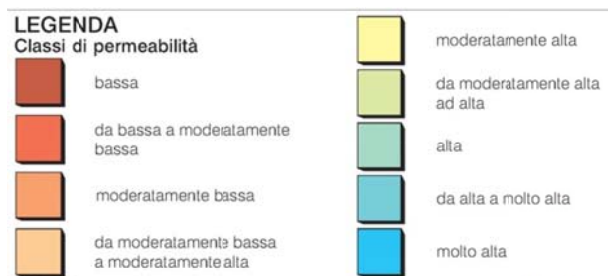 LEGENDA
Classi di permeabilità
bassa
da bassa a moderatamente
bassa
moderatamente bassa
da moderatamente bassa
a moderatamente alta
moderatamente alta
da moderatamente alta
ad alta
alta
da alta a molto alta
molto alta